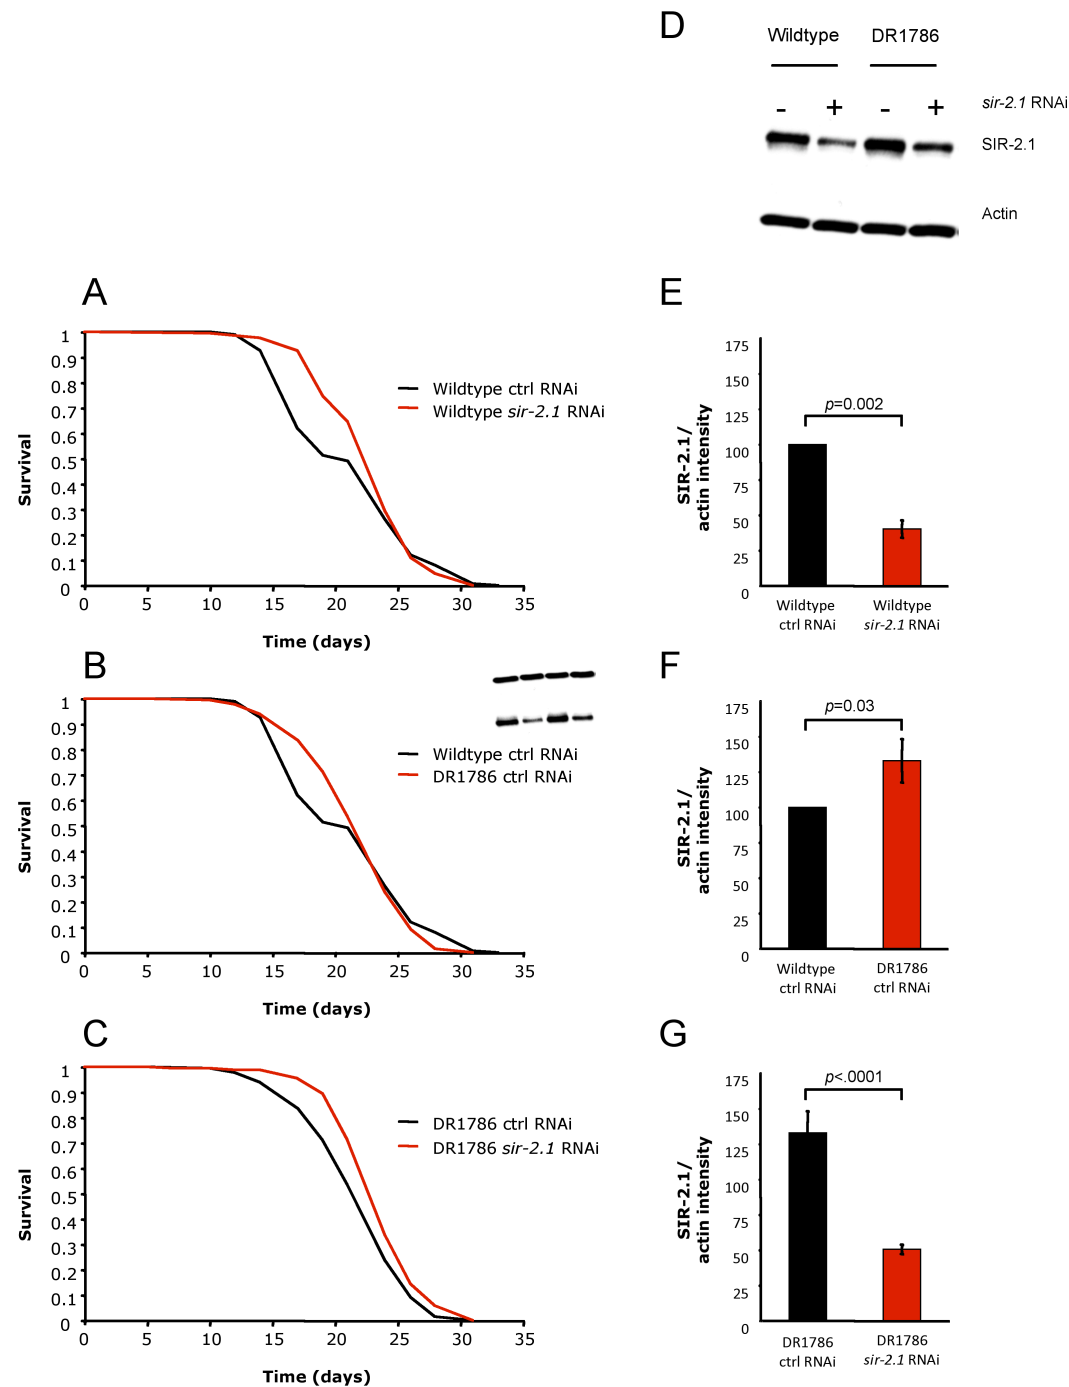 D
Wildtype DR1786
- + - + sir-2.1 RNAi
SIR-2.1
Actin
A
1
0.9
0.8
0.7
0.6
0.5
0.4
0.3
0.2
0.1
0
Survival
Wildtype ctrl RNAi
Wildtype sir-2.1 RNAi
0 5 10 15 20 25 30 35
Time (days)
E
175
150
125
100
75
50
25
0
SIR-2.1/
actin intensity
p=0.002
Wildtype
ctrl RNAi
Wildtype
sir-2.1 RNAi
B
1
0.9
0.8
0.7
0.6
0.5
0.4
0.3
0.2
0.1
0
Survival
Wildtype ctrl RNAi
DR1786 ctrl RNAi
0 5 10 15 20 25 30 35
Time (days)
F
175
150
125
100
75
50
25
0
SIR-2.1/
actin intensity
p=0.03
Wildtype
ctrl RNAi
DR1786
ctrl RNAi
C
1
0.9
0.8
0.7
0.6
0.5
0.4
0.3
0.2
0.1
0
Survival
DR1786 ctrl RNAi
DR1786 sir-2.1 RNAi
0 5 10 15 20 25 30 35
Time (days)
G
175
150
125
100
75
50
25
0
SIR-2.1/
actin intensity
p<.0001
DR1786
ctrl RNAi
DR1786
sir-2.1 RNAi